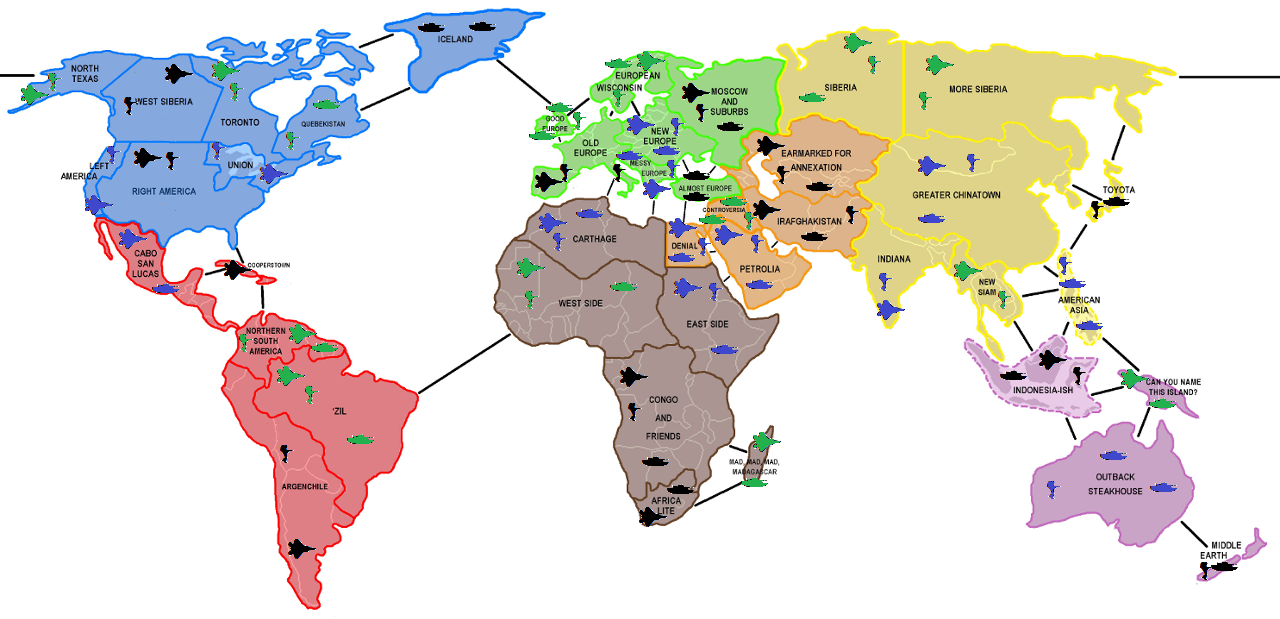 ICELAND
NORTH
TEXAS
WEST SIBERIA
TORONTO
QUEBEKISTAN
LEFT
AMERICA
RIGHT AMERICA
UNION
CABO
SAN
LUCAS
COOPERSTOWN
NORTHERN
SOUTH
AMERICA
'ZIL
ARGENCHILE
EUROPEAN
WISCONSIN
GOOD
EUROPE
OLD
EUROPE
NEW
EUROPE
MESSY
EUROPE
MOSCOW
AND
SUBURBS
ALMOST EUROPE
CONTROVERSIA
EARMARKED FOR
ANNEXATION
IRAFGHAKISTAN
DENIAL
PETROLIA
CARTHAGE
WEST SIDE
EAST SIDE
CONGO
AND
FRIENDS
AFRICA
LITE
MAD, MAD, MAD,
MADAGASCAR
SIBERIA
MORE SIBERIA
GREATER CHINATOWN
TOYOTA
INDIANA
NEW
SIAM
AMERICAN
ASIA
INDONESIA-ISH
CAN YOU NAME
THIS ISLAND?
OUTBACK
STEAKHOUSE
MIDDLE
EARTH